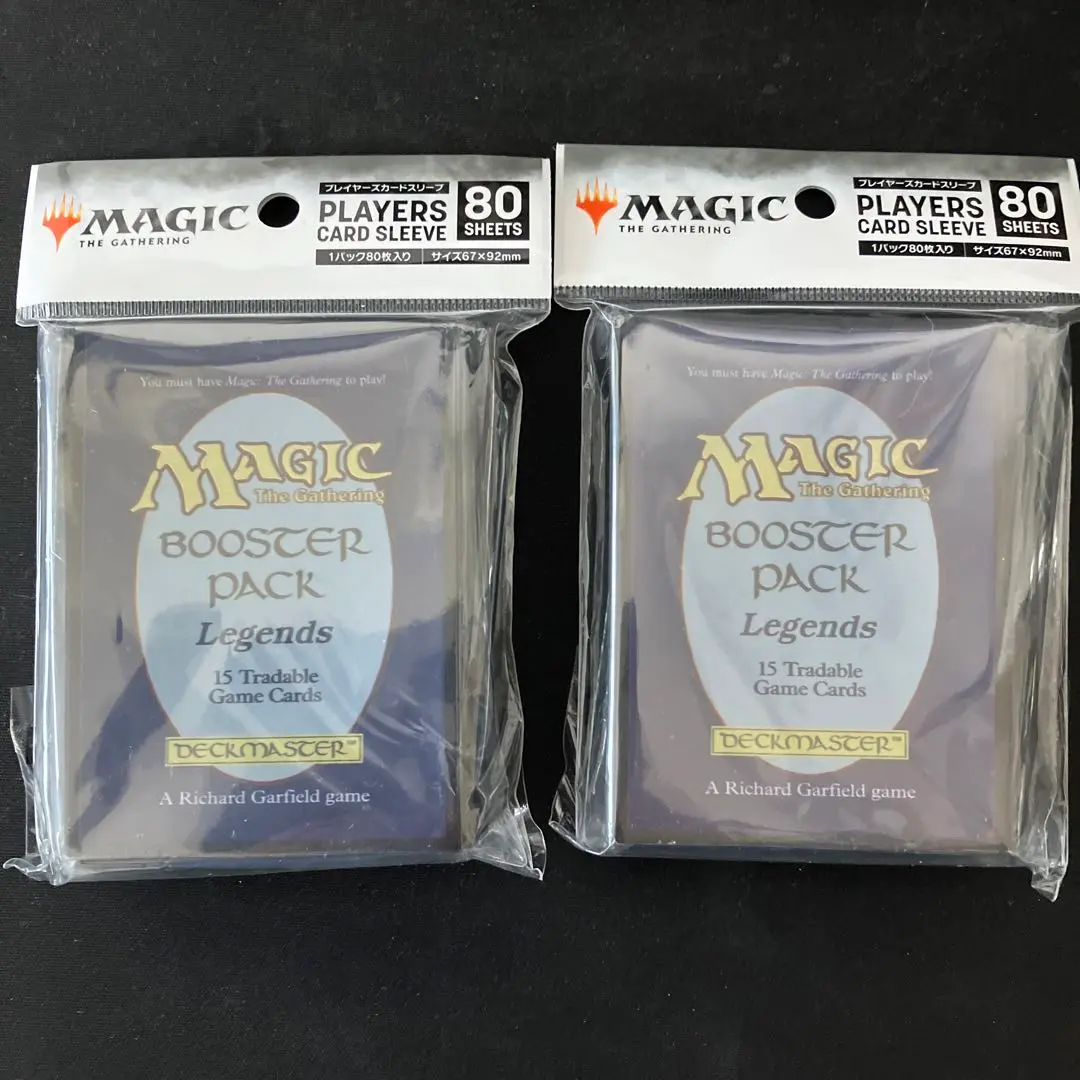 MAGIC
THE GATHERING
プレイヤーズカードスリーブ
PLAYERS
CARD SLEEVE
80
SHEETS
1パック80枚入り
サイズ67×92mm
You must have Magic: The Gathering to play!
MAGIC
The Gathering
BOOSTER
PACK
Legends
15 Tradable
Game Cards
DECKMASTER™
A Richard Garfield game
MAGIC
THE GATHERING
プレイヤーズカードスリーブ
PLAYERS
CARD SLEEVE
80
SHEETS
1パック80枚入り
サイズ67×92mm
You must have Magic: The Gathering to play!
MAGIC
The Gathering
BOOSTER
PACK
Legends
15 Tradable
Game Cards
DECKMASTER™
A Richard Garfield game